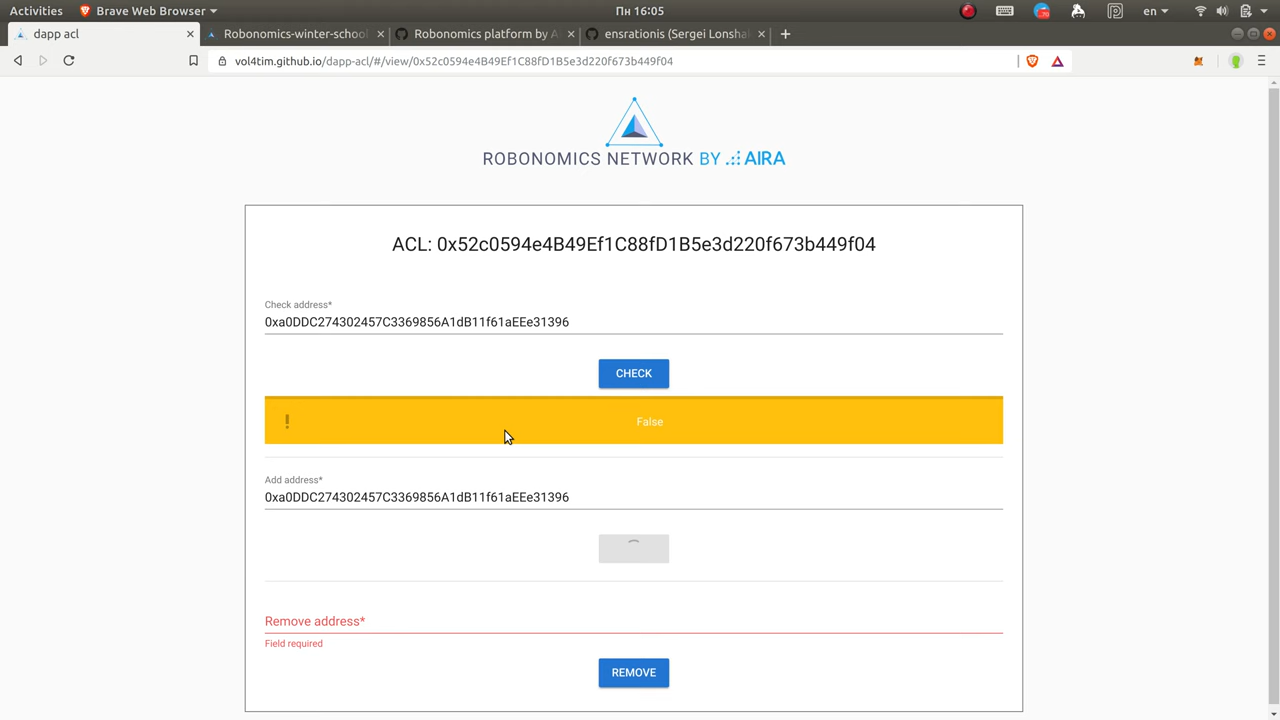 Activities Brave Web Browser Пн 16:05 en
dapp acl Robonomics-winter-school Robonomics platform by A ensrationis (Sergei Lonshal
vol4tim.github.io/dapp-acl/#/view/0x52c0594e4B49Ef1C88fD1B5e3d220f673b449f04
ROBONOMICS NETWORK BY AIRA
ACL: 0x52c0594e4B49Ef1C88fD1B5e3d220f673b449f04
Check address*
0xa0DDC274302457C3369856A1dB11f61aEEe31396
CHECK
False
Add address*
0xa0DDC274302457C3369856A1dB11f61aEEe31396
Remove address*
Field required
REMOVE